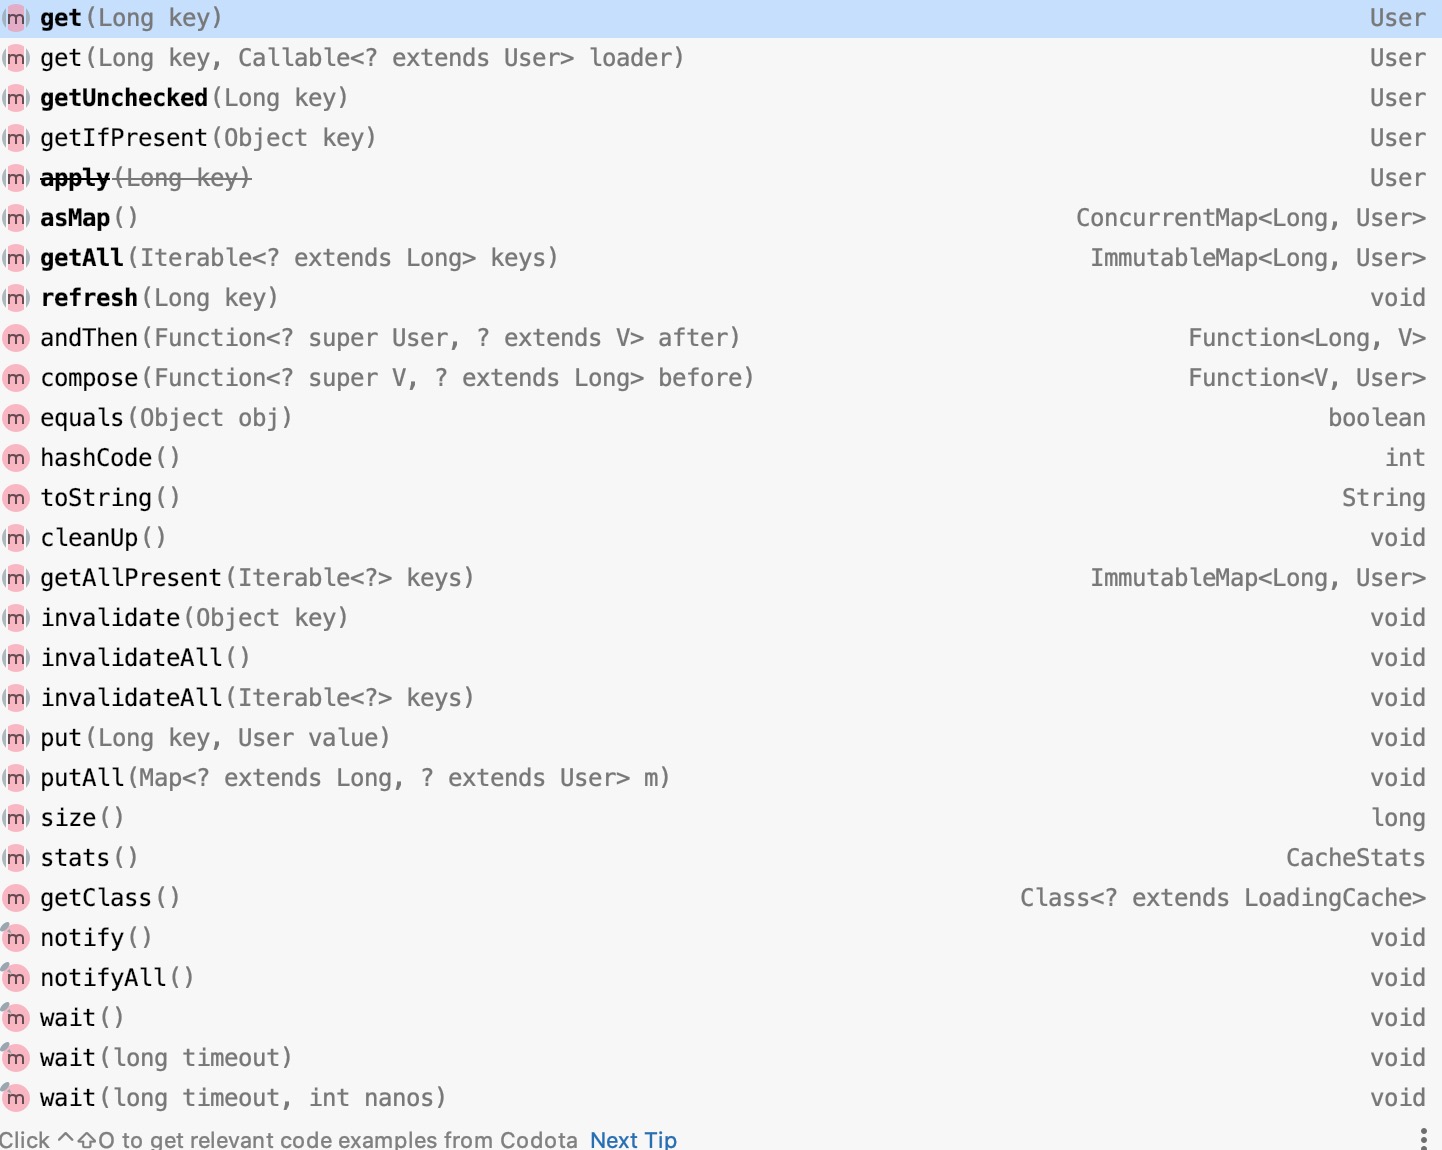 m get(Long key) User
m get(Long key, Callable<? extends User> loader) User
m getUnchecked(Long key) User
m getIfPresent(Object key) User
m apply(Long key) User
m asMap() ConcurrentMap<Long, User>
m getAll(Iterable<? extends Long> keys) ImmutableMap<Long, User>
m refresh(Long key) void
m andThen(Function<? super User, ? extends V> after) Function<Long, V>
m compose(Function<? super V, ? extends Long> before) Function<V, User>
m equals(Object obj) boolean
m hashCode() int
m toString() String
m cleanUp() void
m getAllPresent(Iterable<?> keys) ImmutableMap<Long, User>
m invalidate(Object key) void
m invalidateAll() void
m invalidateAll(Iterable<?> keys) void
m put(Long key, User value) void
m putAll(Map<? extends Long, ? extends User> m) void
m size() long
m stats() CacheStats
m getClass() Class<? extends LoadingCache>
m notify() void
m notifyAll() void
m wait() void
m wait(long timeout) void
m wait(long timeout, int nanos) void
Click ^⇧O to get relevant code examples from Codota Next Tip